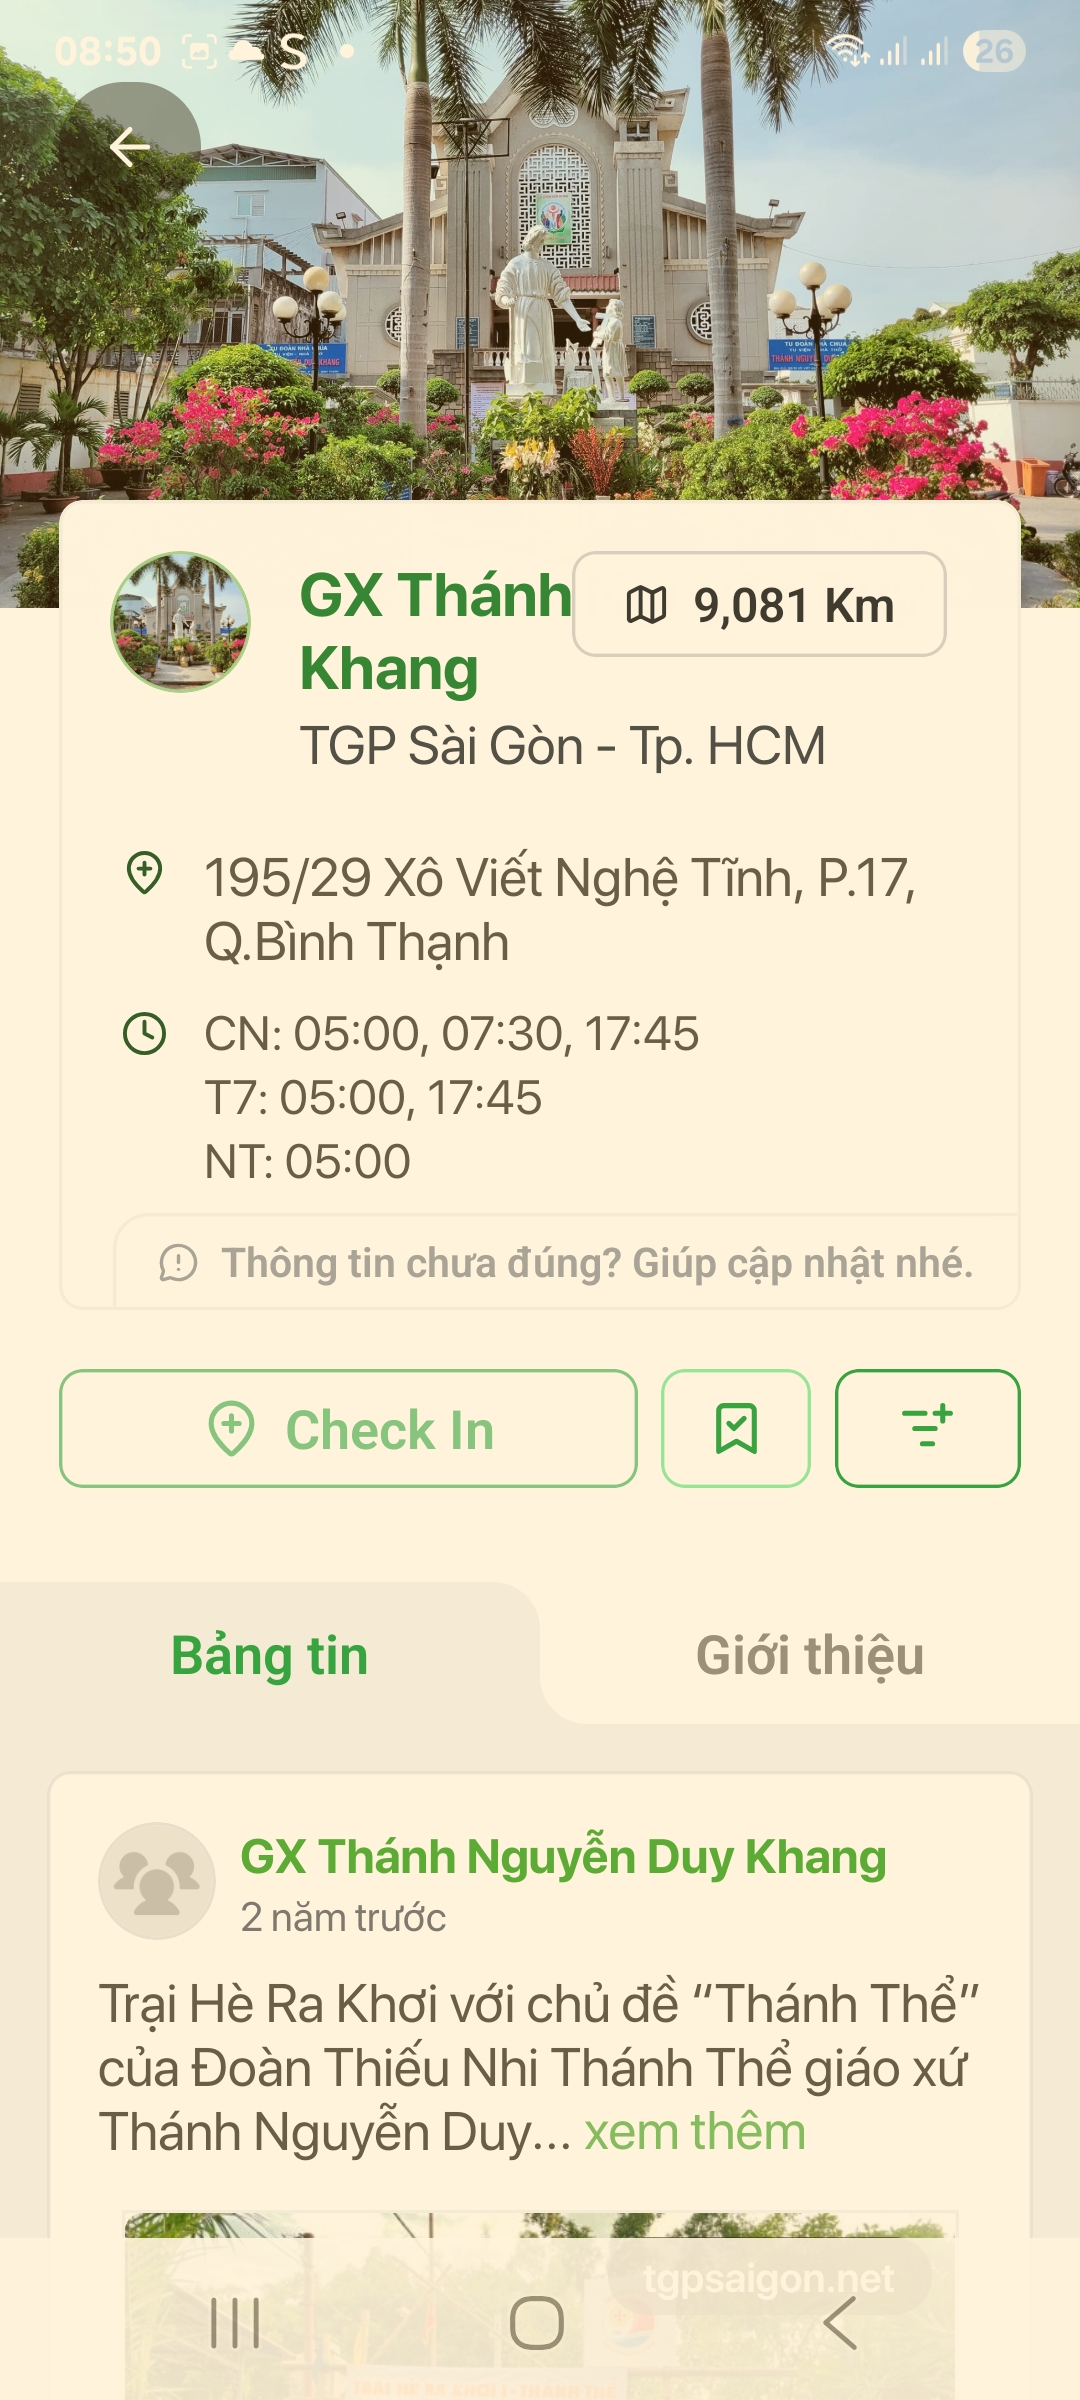 08:50
26
TU ĐOÀN NHÀ CHÚA
GX Thánh
9,081 Km
Khang
TGP Sài Gòn - Tp. HCM
195/29 Xô Viết Nghệ Tĩnh, P.17,
Q.Bình Thạnh
CN: 05:00, 07:30, 17:45
T7: 05:00, 17:45
NT: 05:00
Thông tin chưa đúng? Giúp cập nhật nhé.
Check In
Bảng tin
Giới thiệu
GX Thánh Nguyễn Duy Khang
2 năm trước
Trại Hè Ra Khơi với chủ đề “Thánh Thể”
của Đoàn Thiếu Nhi Thánh Thể giáo xứ
Thánh Nguyễn Duy... xem thêm
tgpsaigon.net